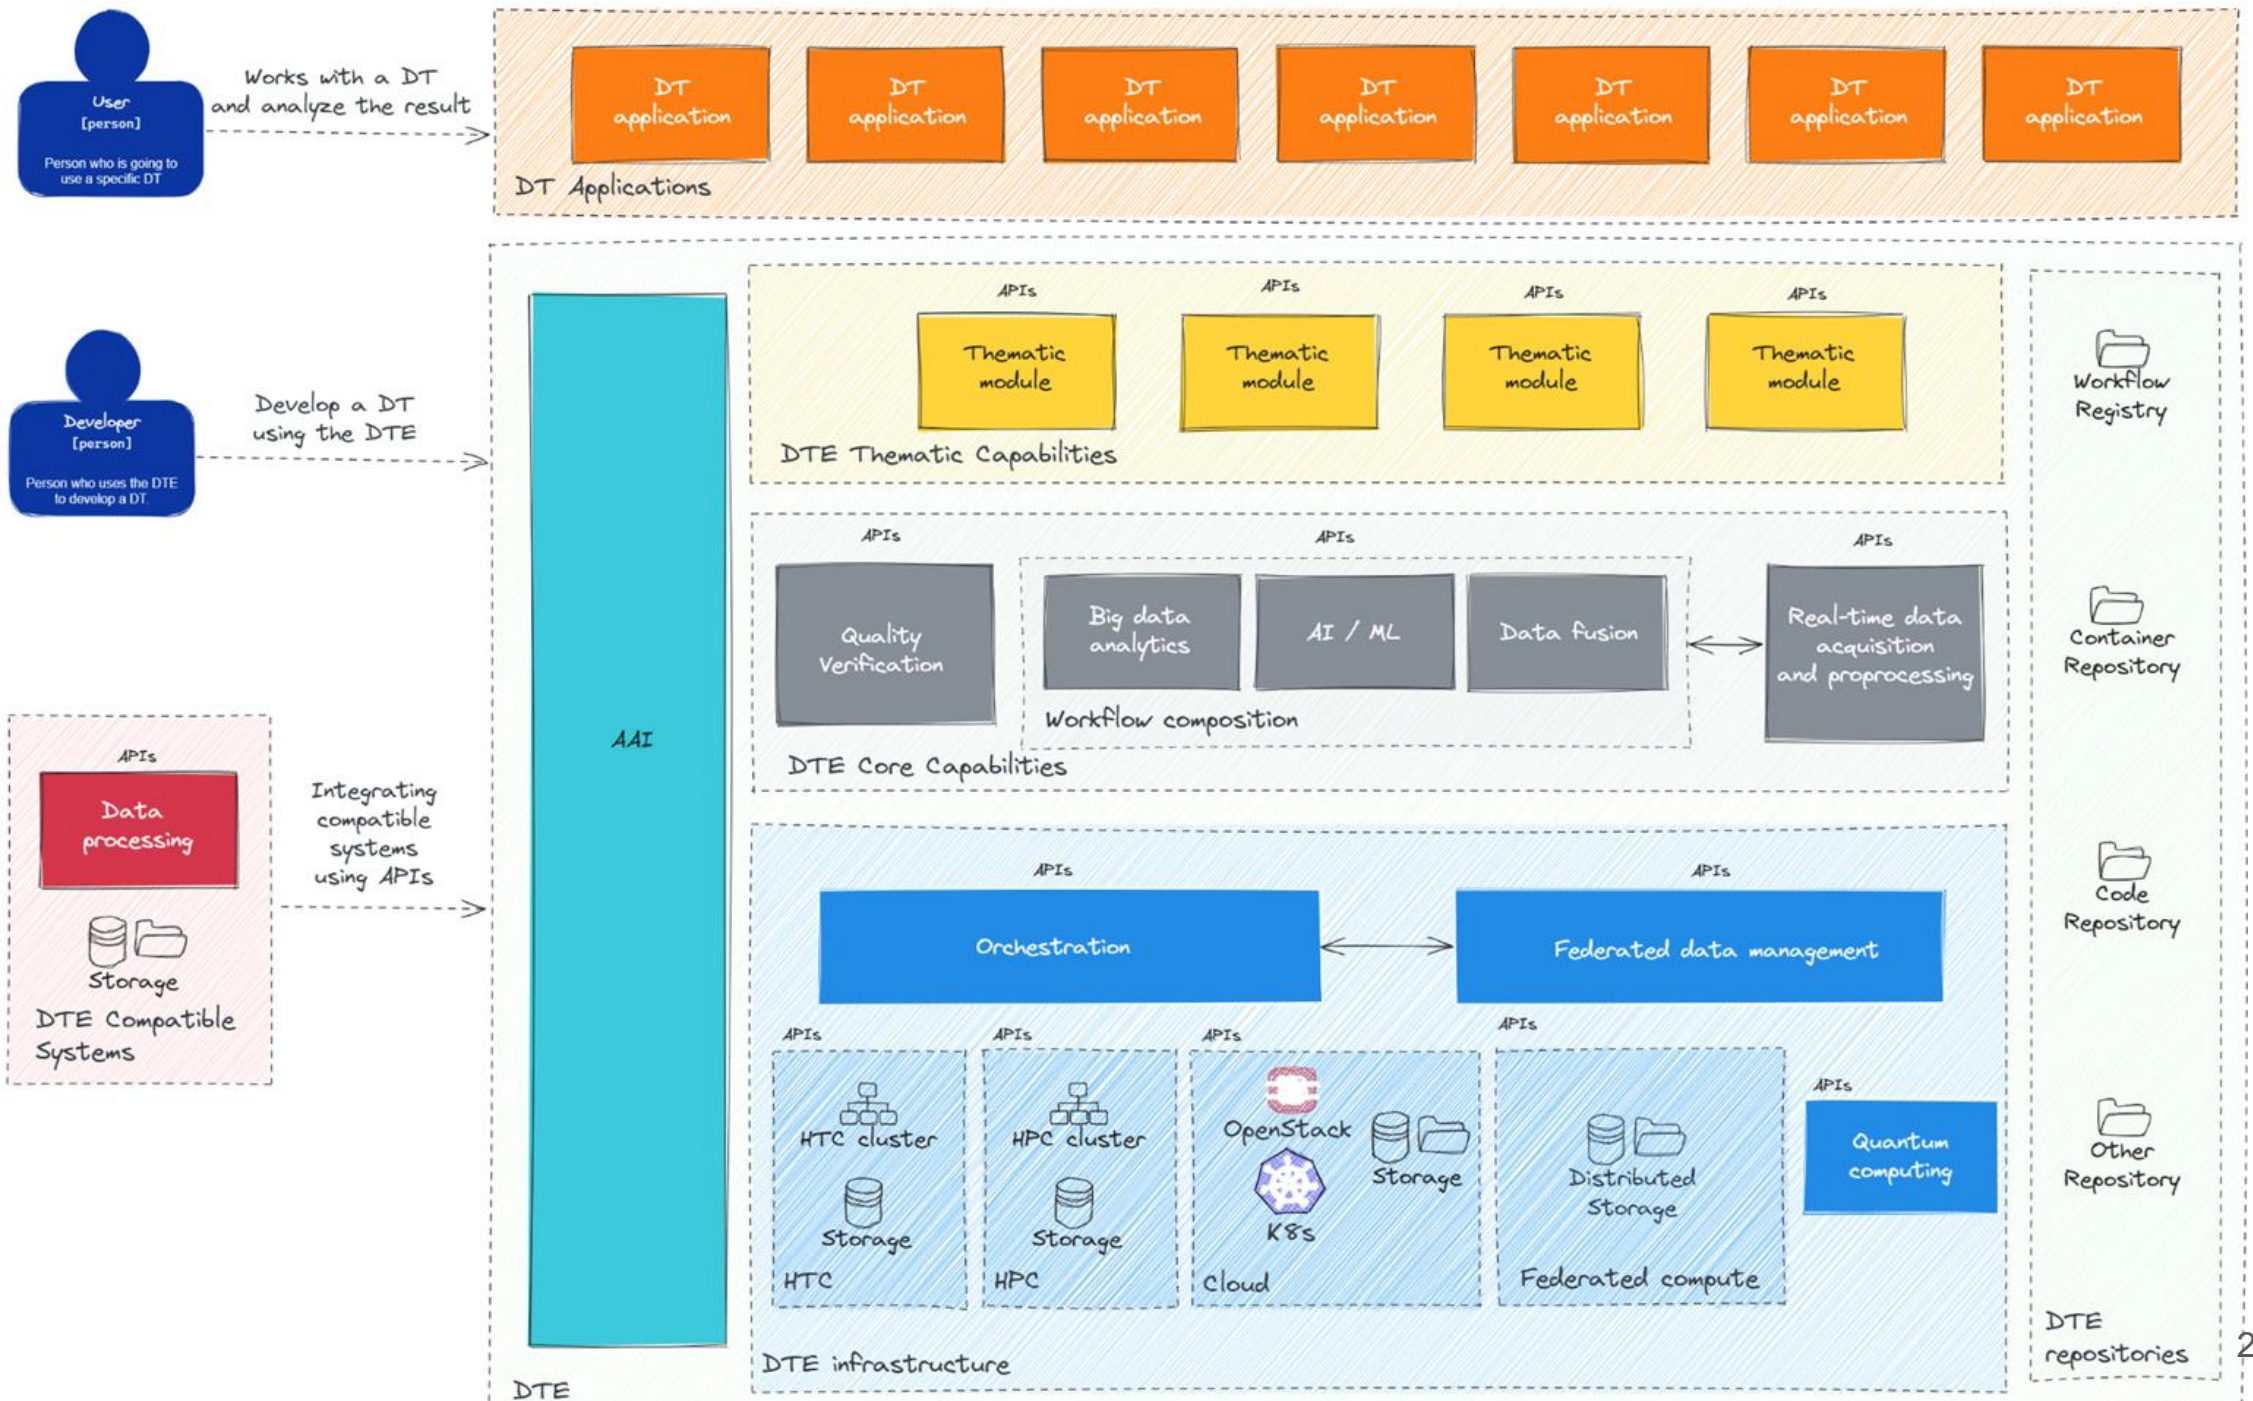 User
[person]
Person who is going to
use a specific DT
Works with a DT
and analyze the result
DT
application
DT
application
DT
application
DT
application
DT
application
DT
application
DT
application
DT Applications
Developer
[person]
Person who uses the DTE
to develop a DT.
Develop a DT
using the DTE
APIs
Data
processing
Storage
DTE Compatible
Systems
Integrating
compatible
systems
using APIs
AAI
APIs
APIs
APIs
APIs
Thematic
module
Thematic
module
Thematic
module
Thematic
module
DTE Thematic Capabilities
APIs
APIs
APIs
Quality
Verification
Big data
analytics
AI / ML
Data fusion
Real-time data
acquisition
and proprocessing
Workflow composition
DTE Core Capabilities
APIs
APIs
Orchestration
Federated data management
APIs
HTC cluster
Storage
HTC
APIs
HPC cluster
Storage
HPC
APIs
OpenStack
K8s
Storage
Cloud
APIs
Distributed
Storage
Federated compute
APIs
Quantum
computing
DTE infrastructure
DTE
Workflow
Registry
Container
Repository
Code
Repository
Other
Repository
DTE
repositories
2